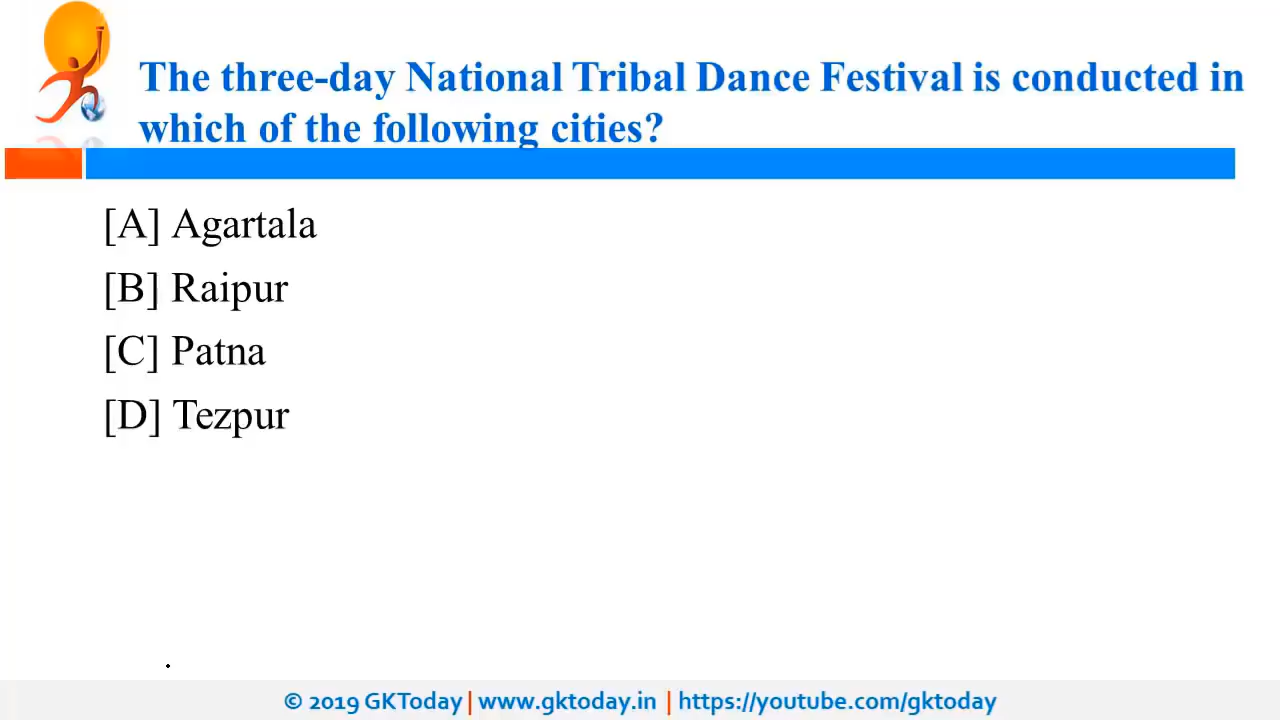 The three-day National Tribal Dance Festival is conducted in
which of the following cities?
[A] Agartala
[B] Raipur
[C] Patna
[D] Tezpur
.
© 2019 GKToday | www.gktoday.in | https://youtube.com/gktoday